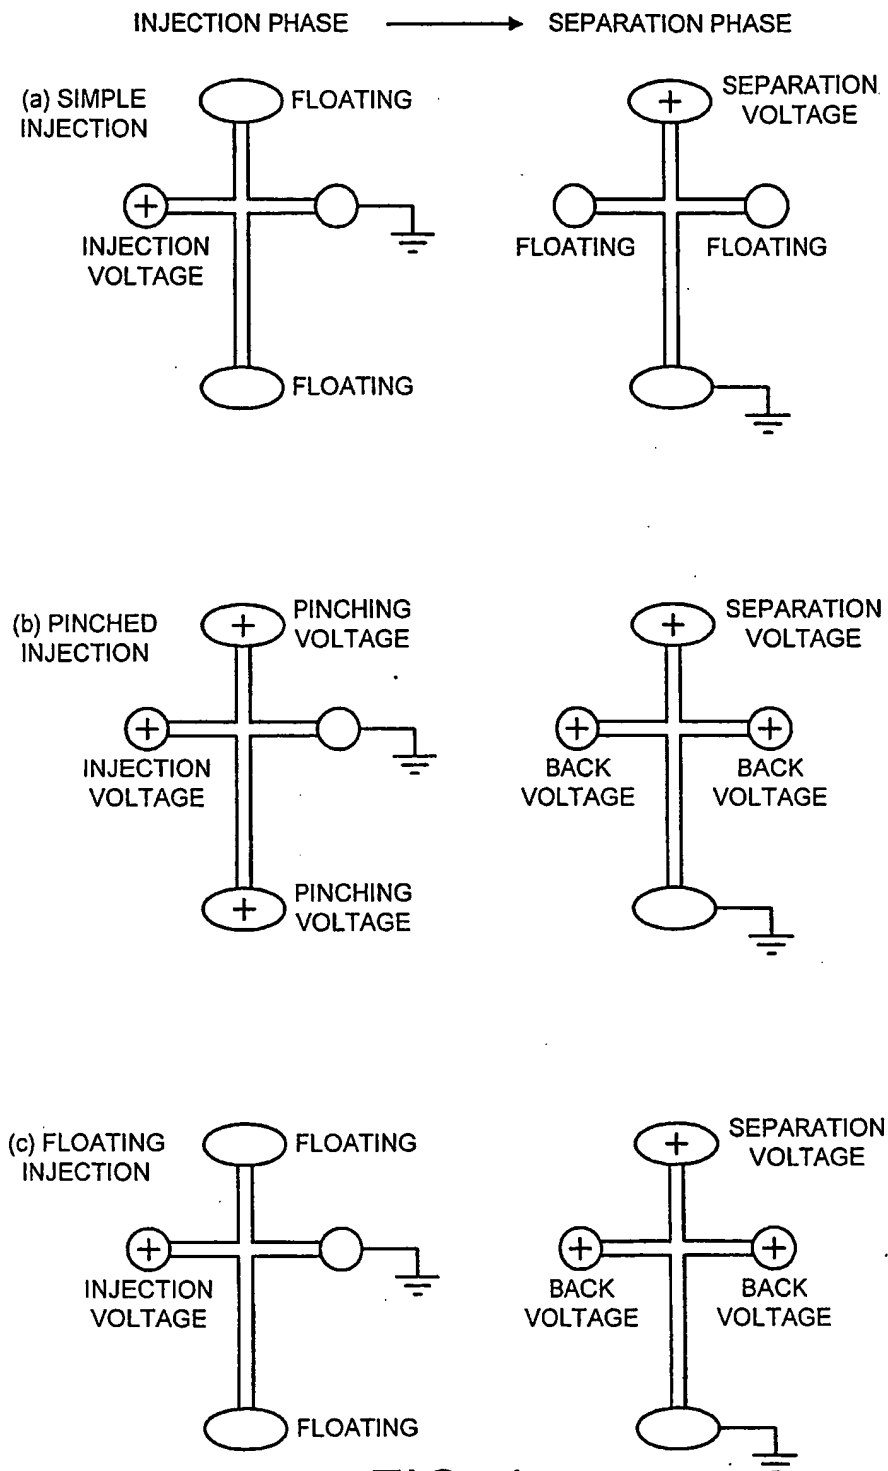 INJECTION PHASE SEPARATION PHASE
(a) SIMPLE
INJECTION
FLOATING
+
INJECTION
VOLTAGE
FLOATING
+
SEPARATION
VOLTAGE
FLOATING
FLOATING
(b) PINCHED
INJECTION
+
PINCHING
VOLTAGE
+
INJECTION
VOLTAGE
+
PINCHING
VOLTAGE
+
SEPARATION
VOLTAGE
+
BACK
VOLTAGE
+
BACK
VOLTAGE
(c) FLOATING
INJECTION
FLOATING
+
INJECTION
VOLTAGE
FLOATING
+
SEPARATION
VOLTAGE
+
BACK
VOLTAGE
+
BACK
VOLTAGE